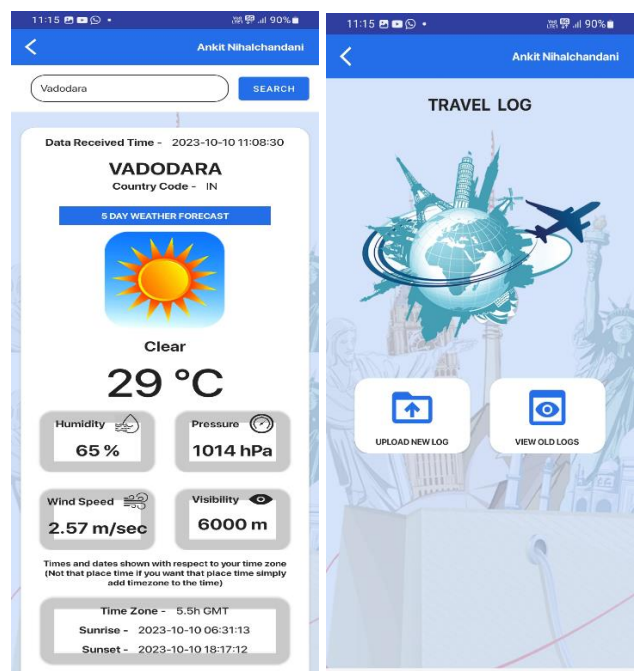 11:15
90%
Ankit Nihalchandani
Vadodara
SEARCH
Data Received Time - 2023-10-10 11:08:30
VADODARA
Country Code - IN
5 DAY WEATHER FORECAST
Clear
29 °C
Humidity
65 %
Pressure
1014 hPa
Wind Speed
2.57 m/sec
Visibility
6000 m
Times and dates shown with respect to your time zone
(Not that place time if you want that place time simply
add timezone to the time)
Time Zone - 5.5h GMT
Sunrise - 2023-10-10 06:31:13
Sunset - 2023-10-10 18:17:12
11:15
90%
Ankit Nihalchandani
TRAVEL LOG
UPLOAD NEW LOG
VIEW OLD LOGS